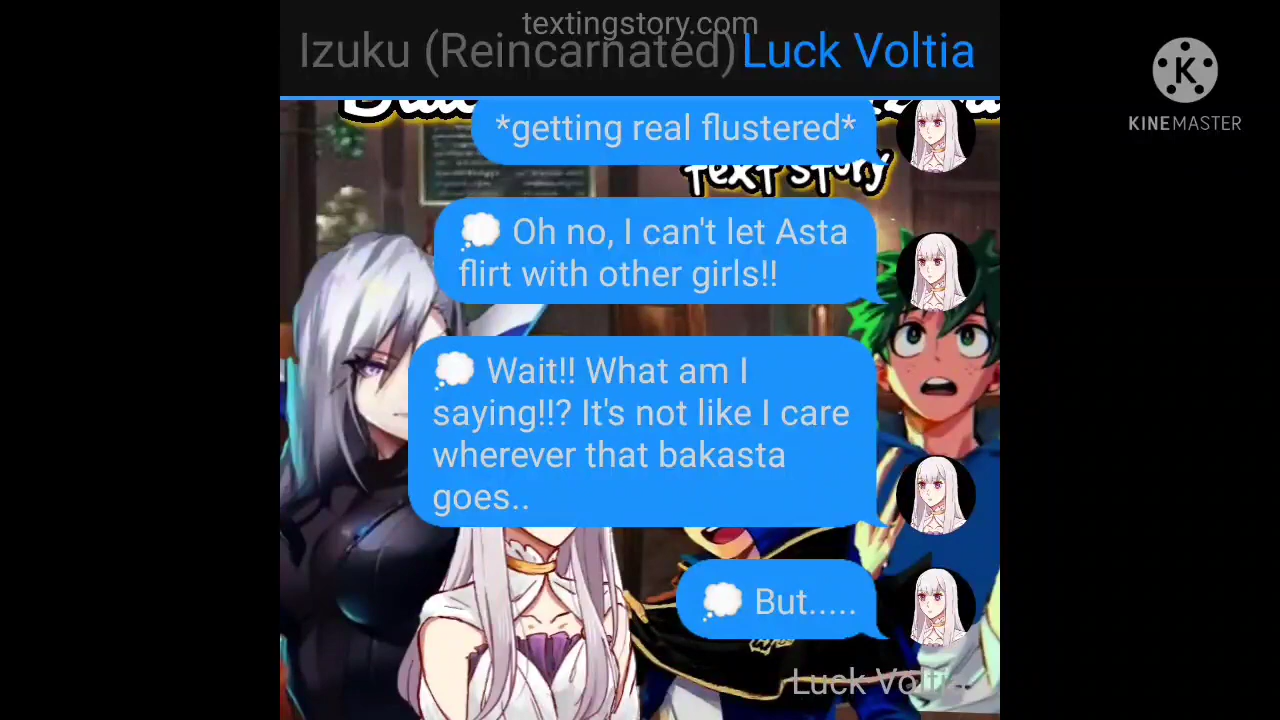 textingstory.com
Izuku (Reincarnated) Luck Voltia
KINEMASTER
*getting real flustered*
TEXT STORY
💭 Oh no, I can't let Asta
flirt with other girls!!
💭 Wait!! What am I
saying!!? It's not like I care
wherever that bakasta
goes..
💭 But.....
Luck Voltia